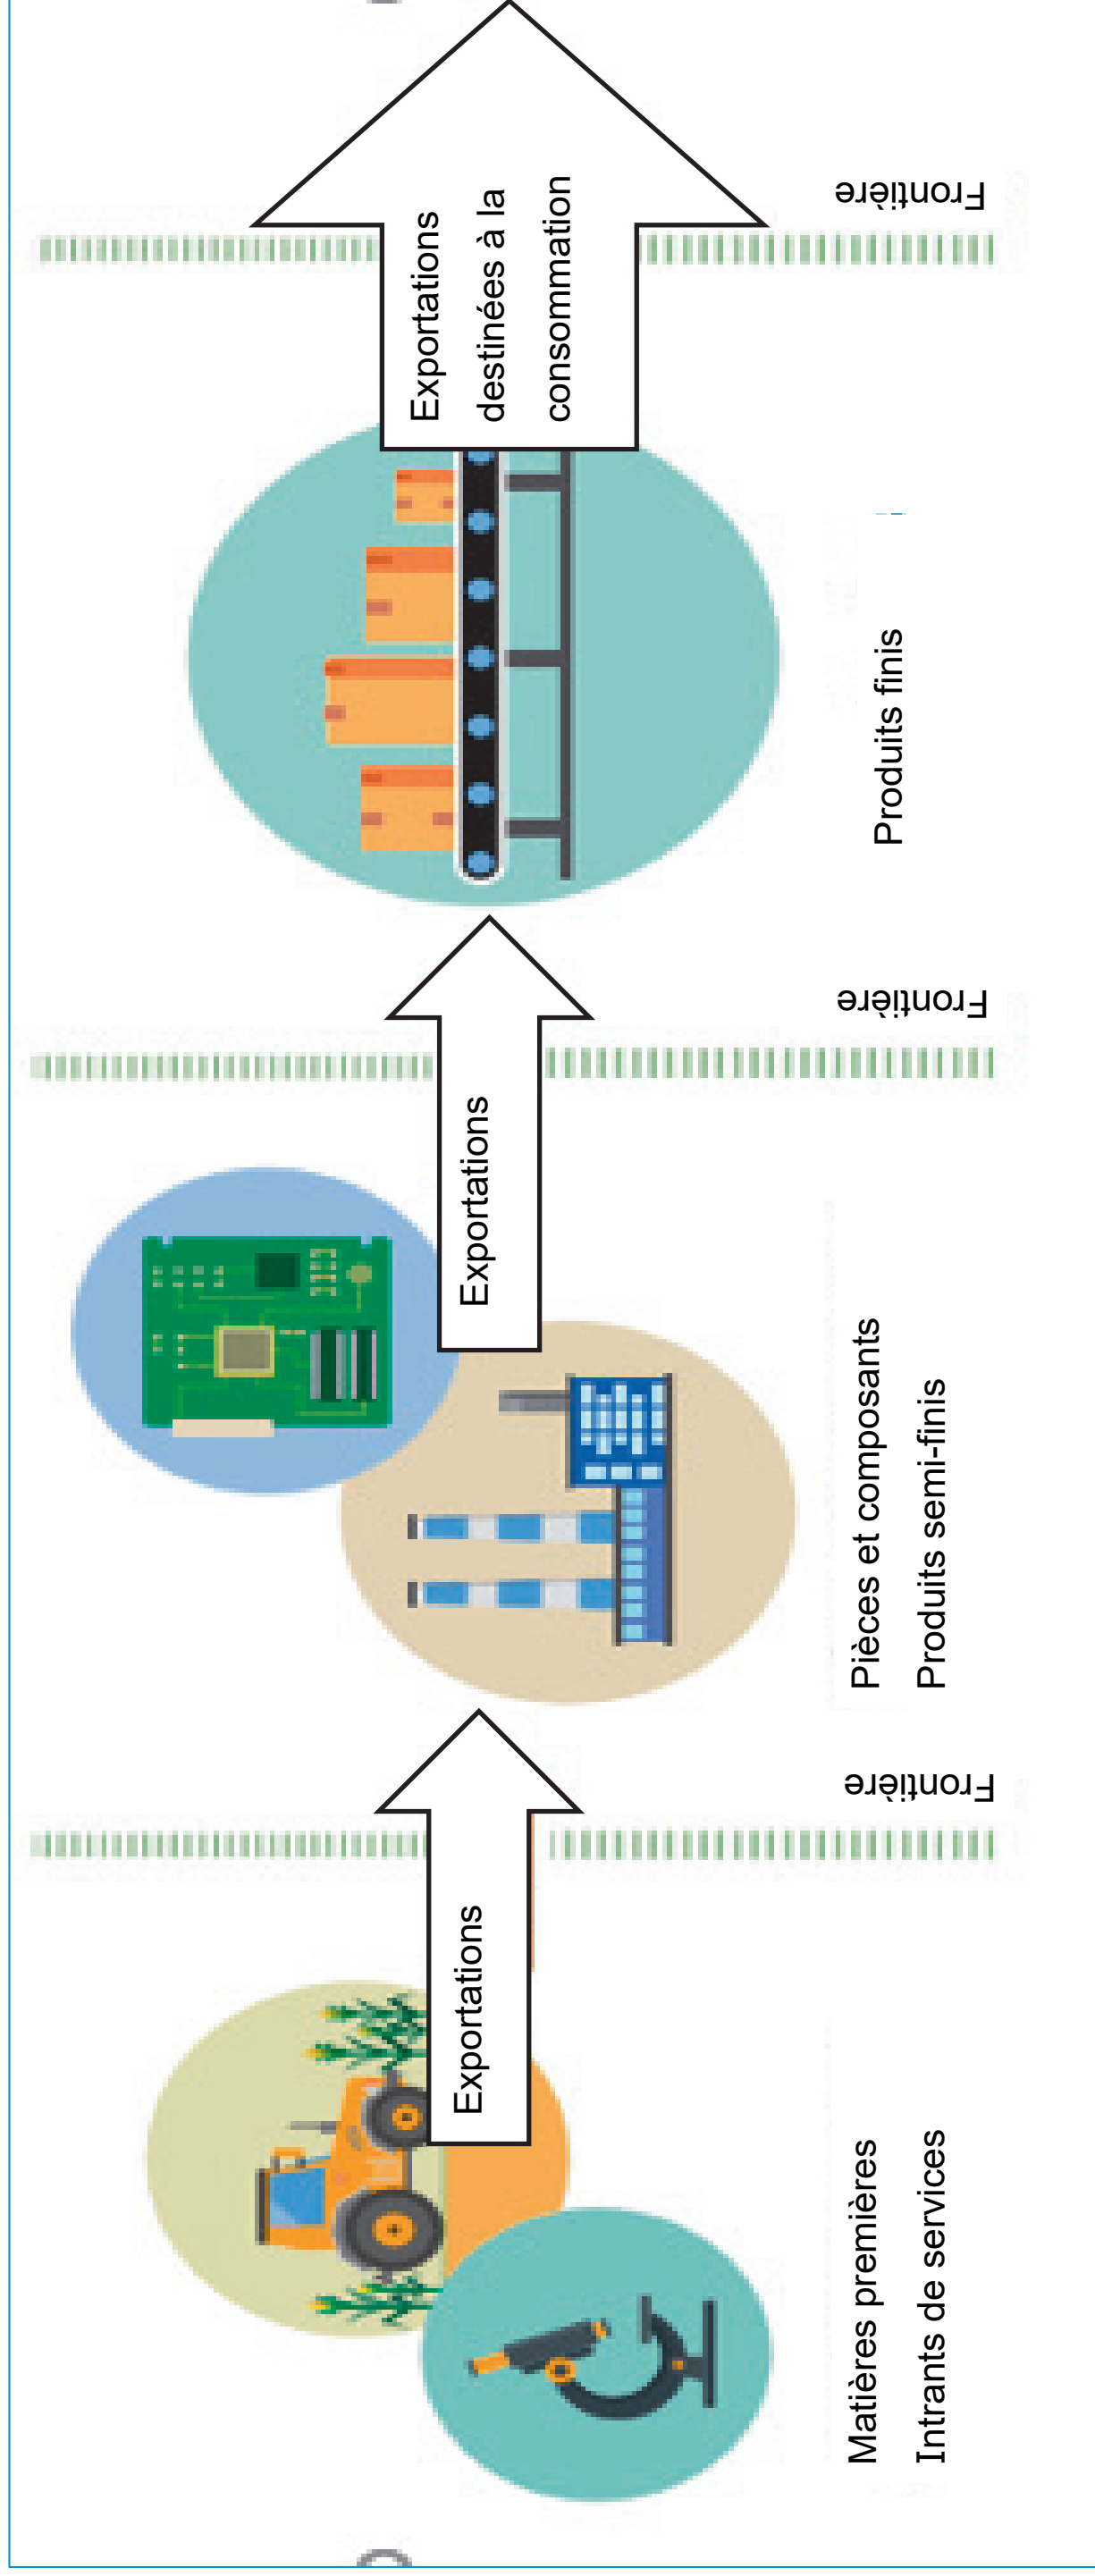 Matières premières
Intrants de services
Exportations
Frontière
Pièces et composants
Produits semi-finis
Exportations
Frontière
Produits finis
Exportations
destinées à la
consommation
Frontière